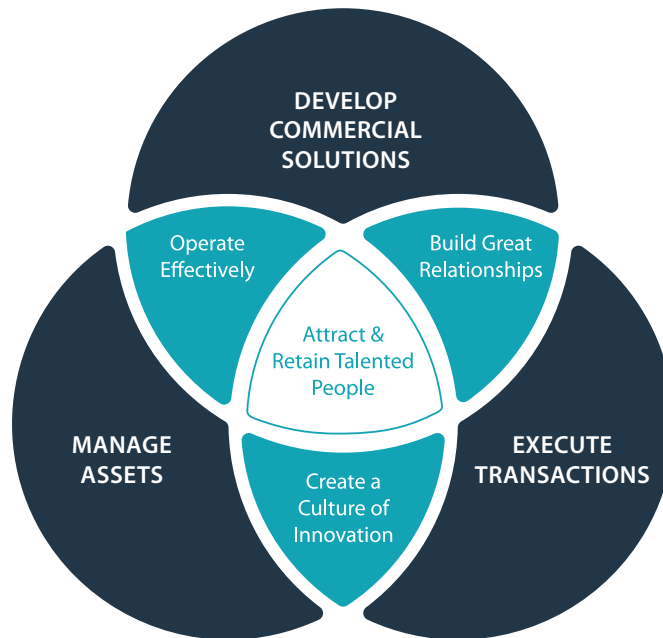 DEVELOP
COMMERCIAL
SOLUTIONS
Operate
Effectively
Build Great
Relationships
Attract &
Retain Talented
People
MANAGE
ASSETS
EXECUTE
TRANSACTIONS
Create a
Culture of
Innovation